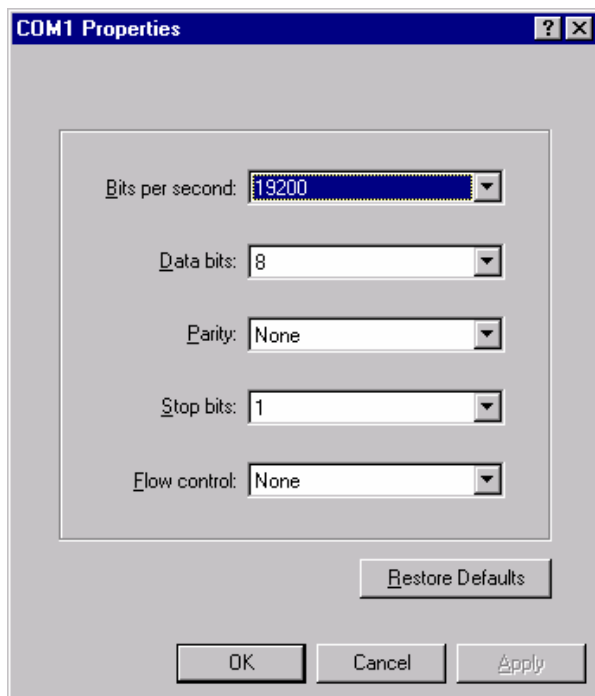 COM1 Properties
Bits per second: 19200
Data bits: 8
Parity: None
Stop bits: 1
Flow control: None
Restore Defaults
OK Cancel Apply